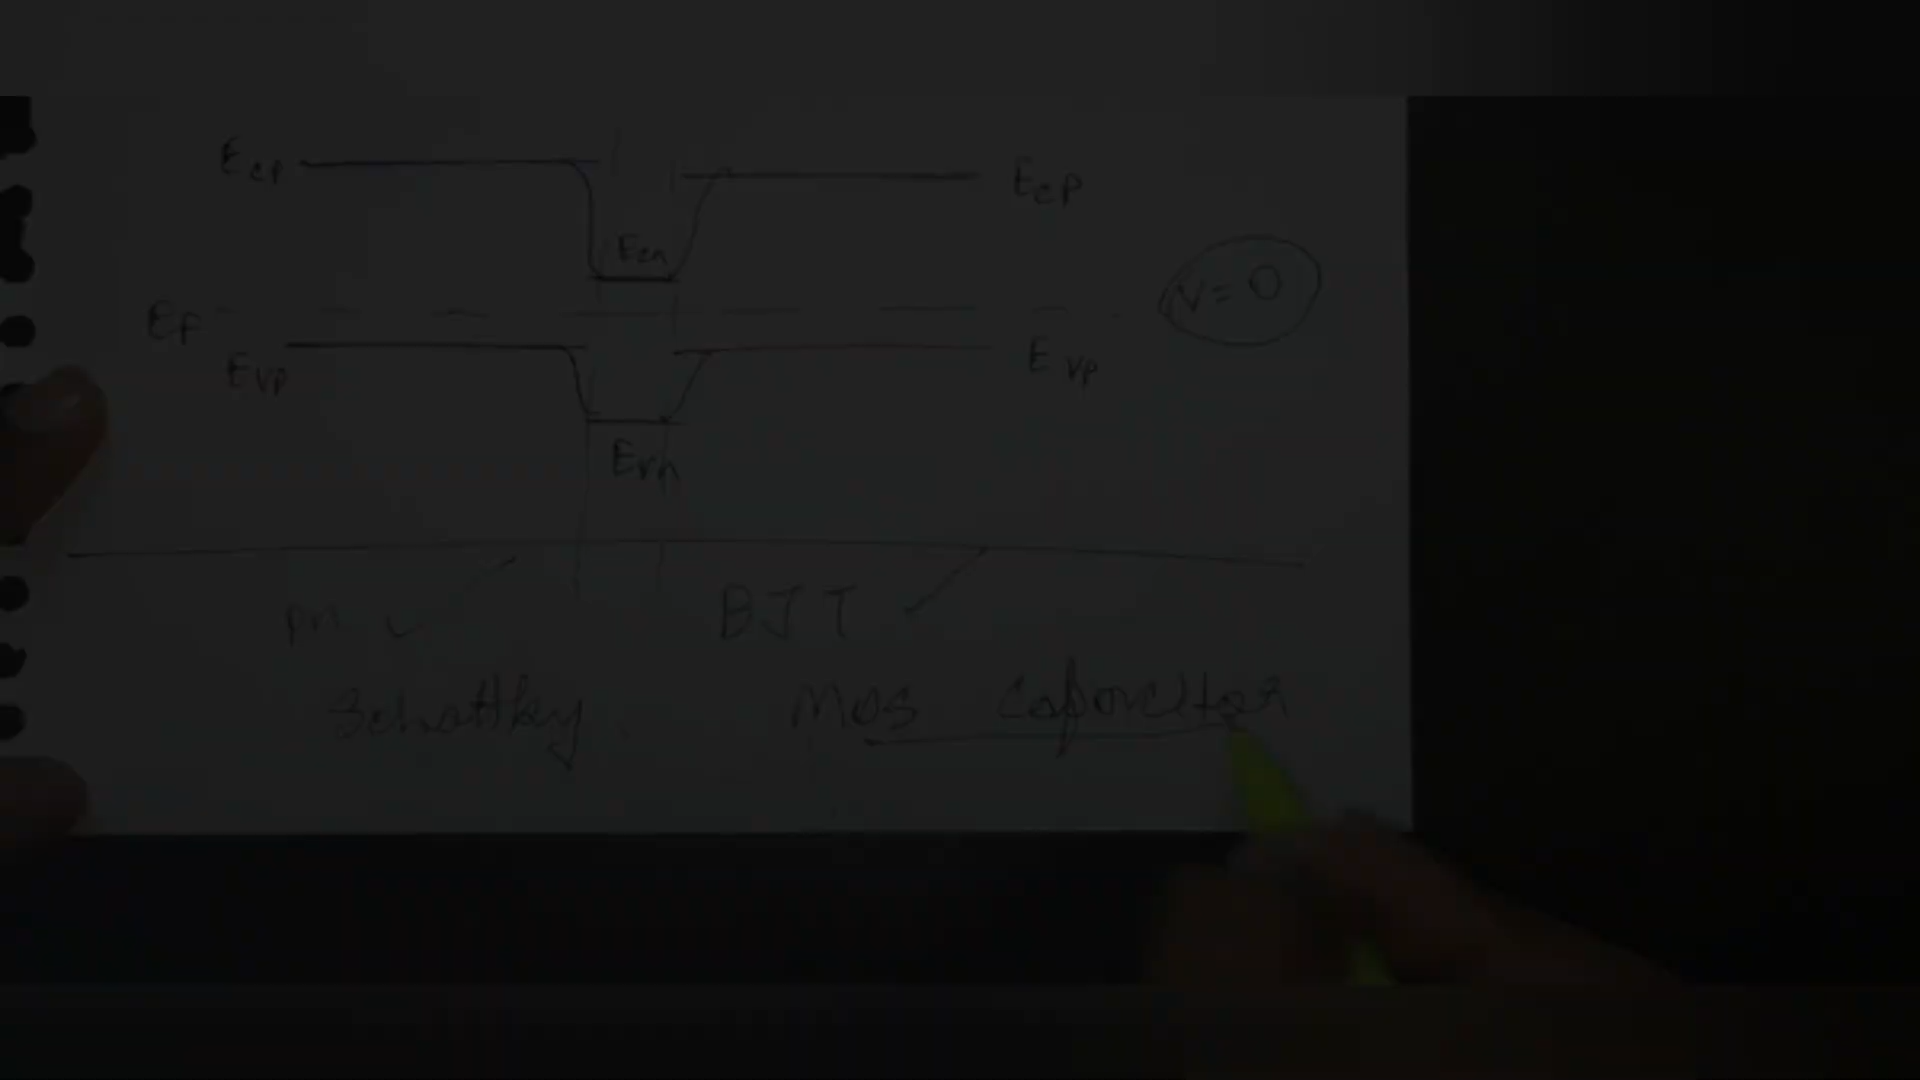 Ecp Ecp
Ecn
V = 0
EF
Evp Evp
Evn
pn BJT
Schottky MOS Capacitor